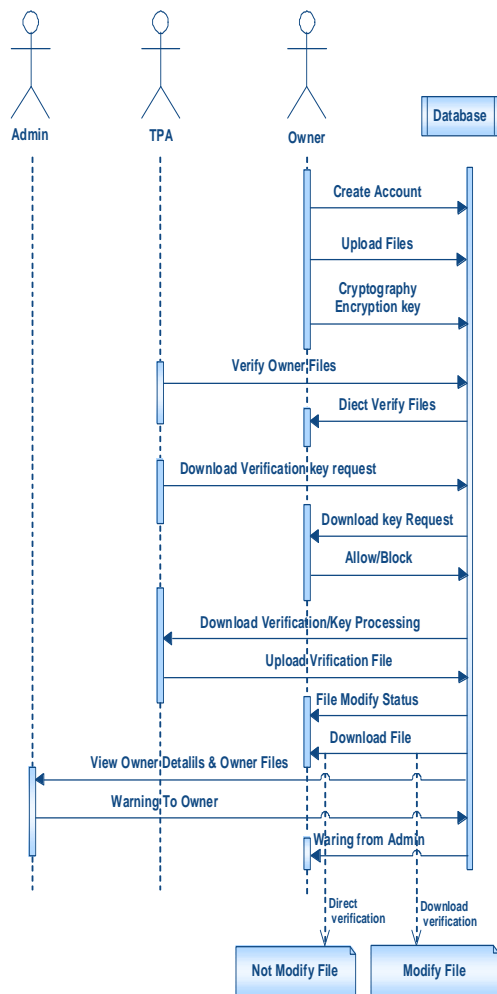 Admin
TPA
Owner
Database
Create Account
Upload Files
Cryptography
Encryption key
Verify Owner Files
Diect Verify Files
Download Verification key request
Download key Request
Allow/Block
Download Verification/Key Processing
Upload Vrification File
File Modify Status
Download File
View Owner Detalils & Owner Files
Warning To Owner
Waring from Admin
Direct
verification
Download
verification
Not Modify File
Modify File